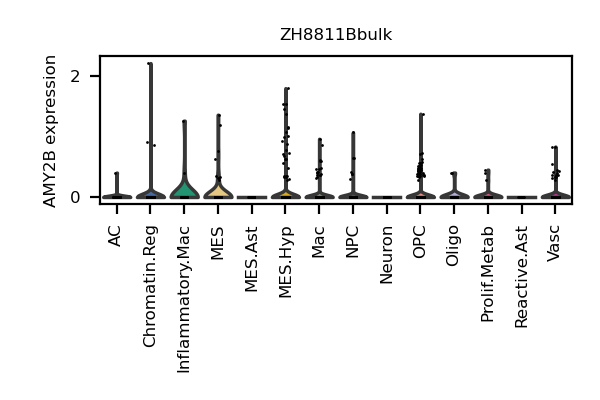 ZH8811Bbulk
AMY2B expression
2
0
AC
Chromatin.Reg
Inflammatory.Mac
MES
MES.Ast
MES.Hyp
Mac
NPC
Neuron
OPC
Oligo
Prolif.Metab
Reactive.Ast
Vasc